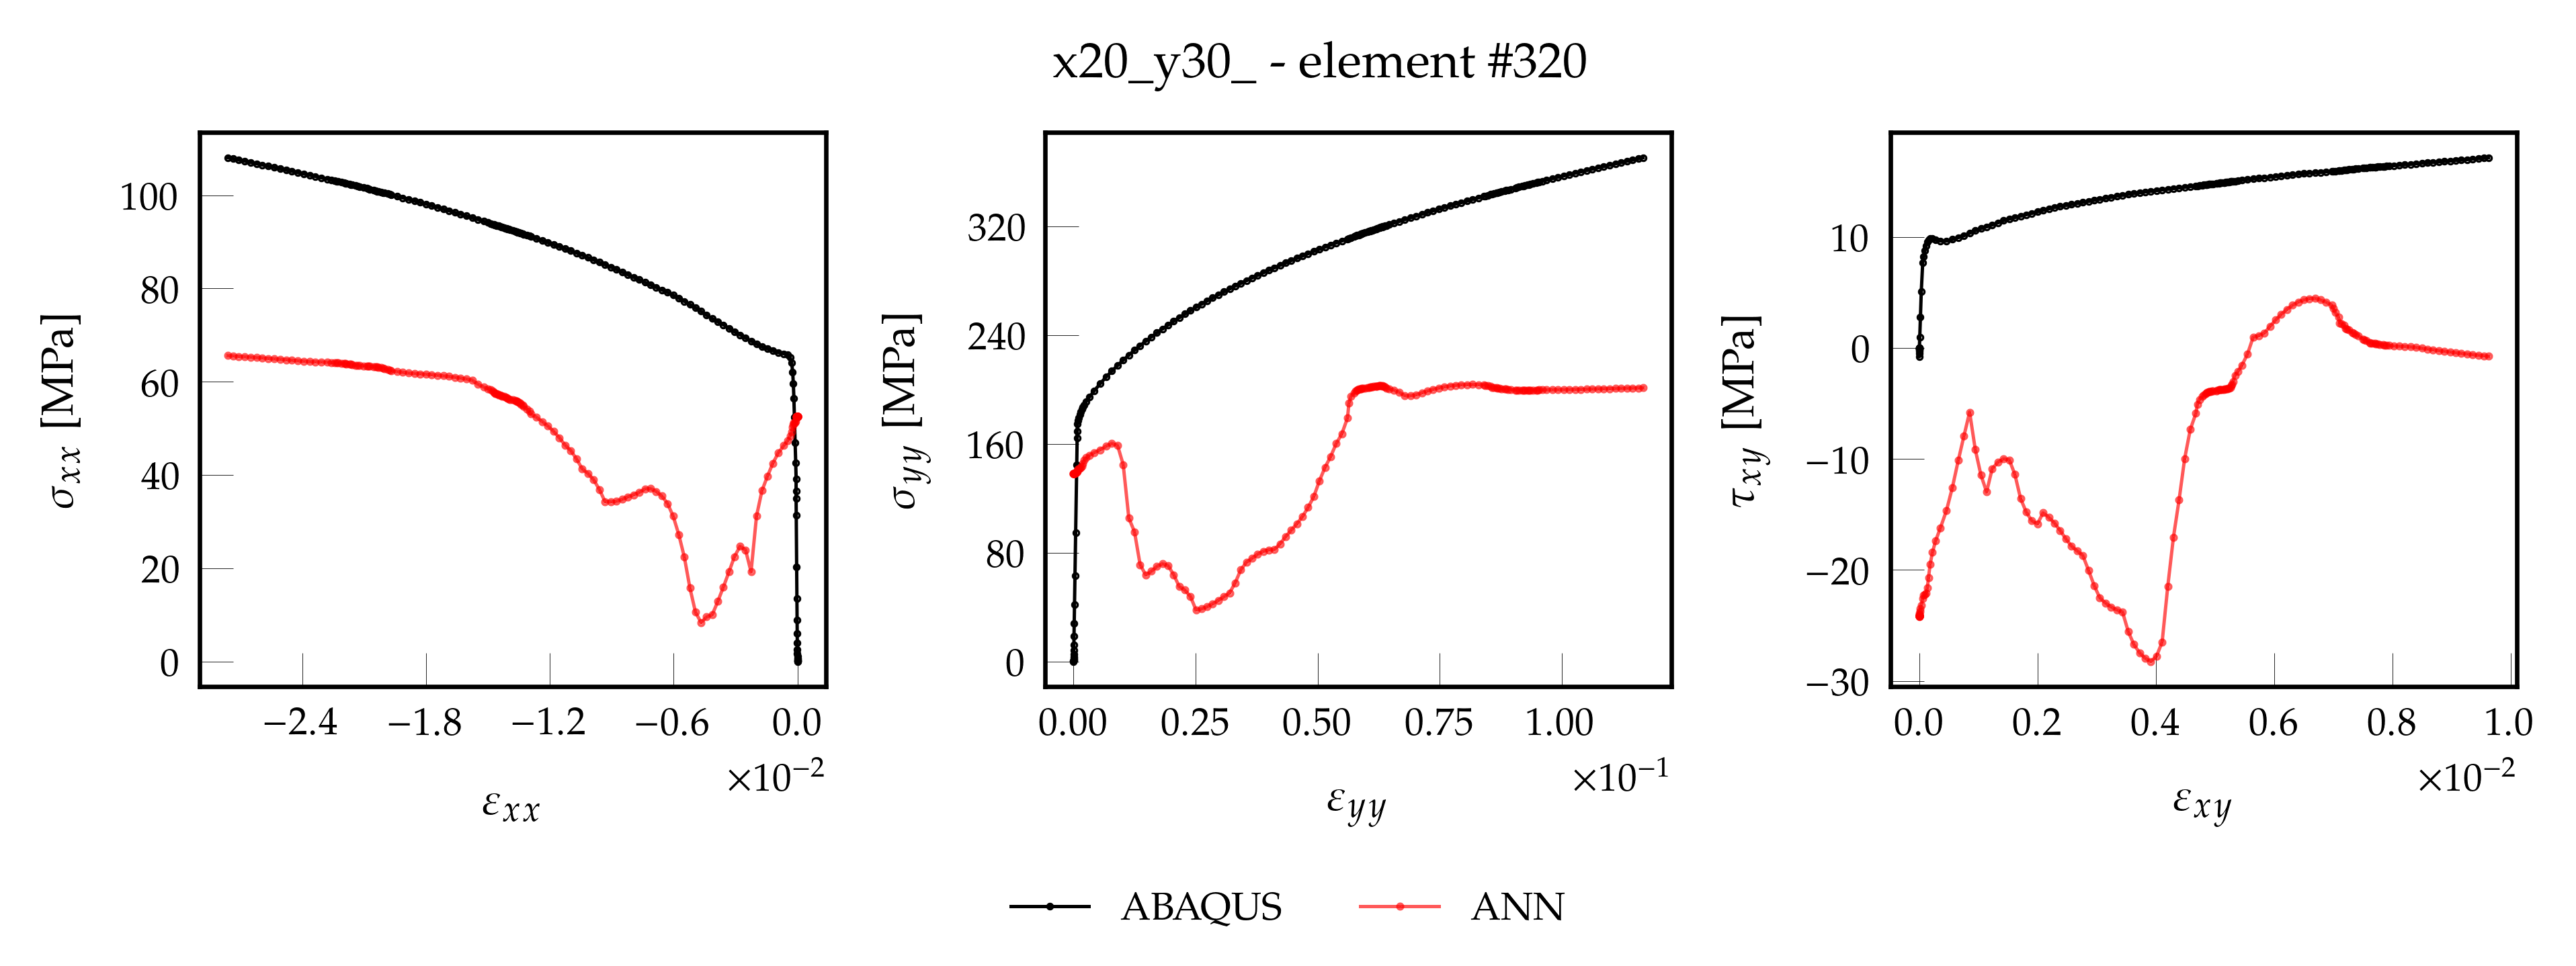 x20_y30_ - element #320
σxx [MPa]
100
80
60
40
20
0
−2.4 −1.8 −1.2 −0.6 0.0
×10⁻²
εxx
σyy [MPa]
320
240
160
80
0
0.00 0.25 0.50 0.75 1.00
×10⁻¹
εyy
τxy [MPa]
10
0
−10
−20
−30
0.0 0.2 0.4 0.6 0.8 1.0
×10⁻²
εxy
ABAQUS ANN